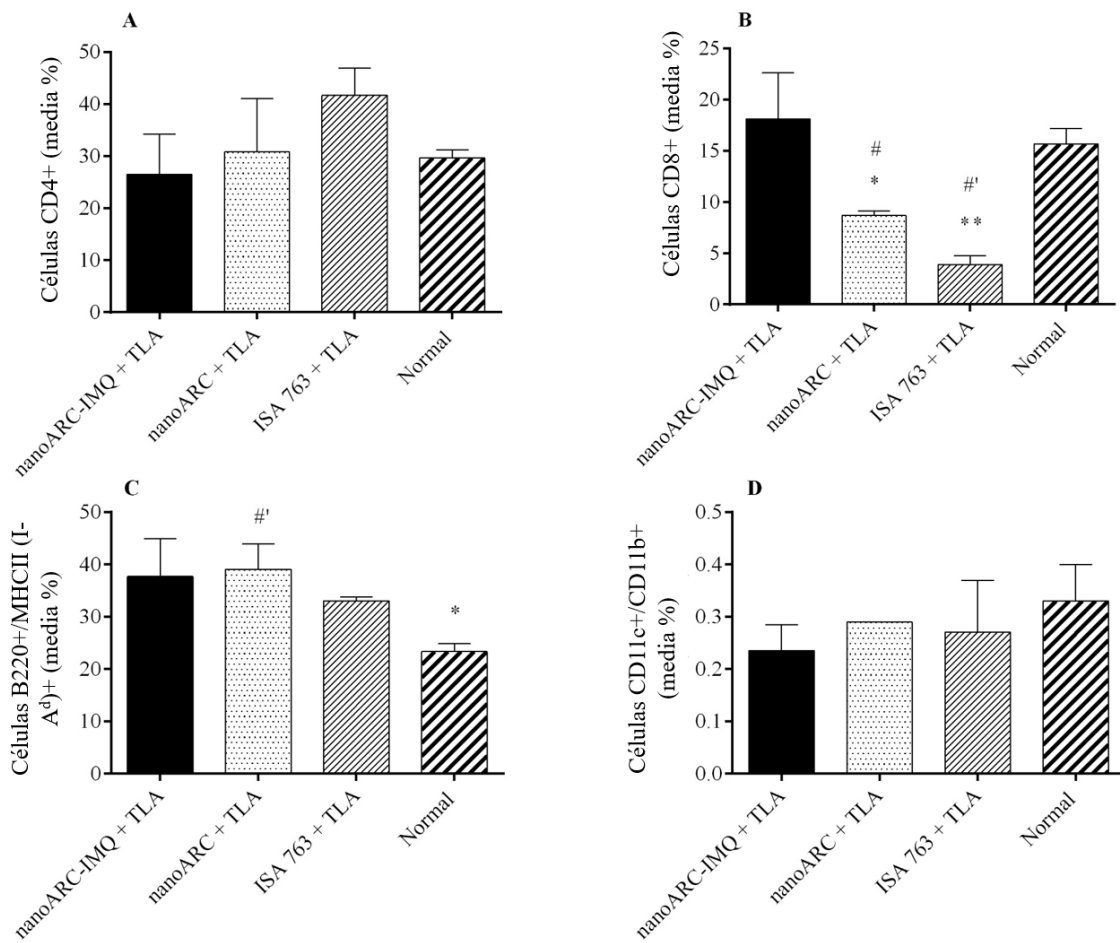 A
Células CD4+ (media %)
50
40
30
20
10
0
nanoARC-IMQ + TLA
nanoARC + TLA
ISA 763 + TLA
Normal
B
Células CD8+ (media %)
25
20
15
10
5
0
#
*
#'
**
nanoARC-IMQ + TLA
nanoARC + TLA
ISA 763 + TLA
Normal
C
Células B220+/MHCII (I-
Ad)+ (media %)
50
40
30
20
10
0
#'
*
nanoARC-IMQ + TLA
nanoARC + TLA
ISA 763 + TLA
Normal
D
Células CD11c+/CD11b+
(media %)
0.5
0.4
0.3
0.2
0.1
0.0
nanoARC-IMQ + TLA
nanoARC + TLA
ISA 763 + TLA
Normal